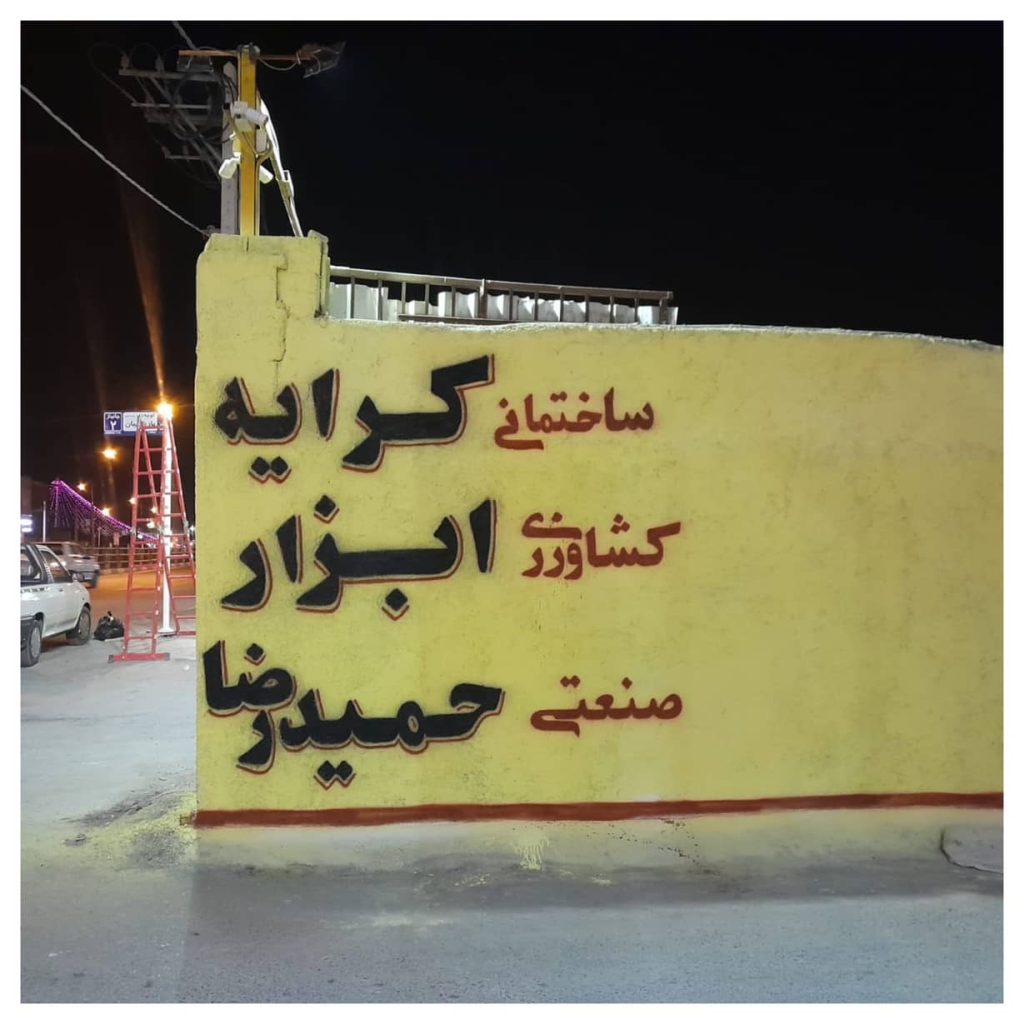 ساختمانی
کشاورزی
صنعتی
کرایه
ابزار
حمیدرضا